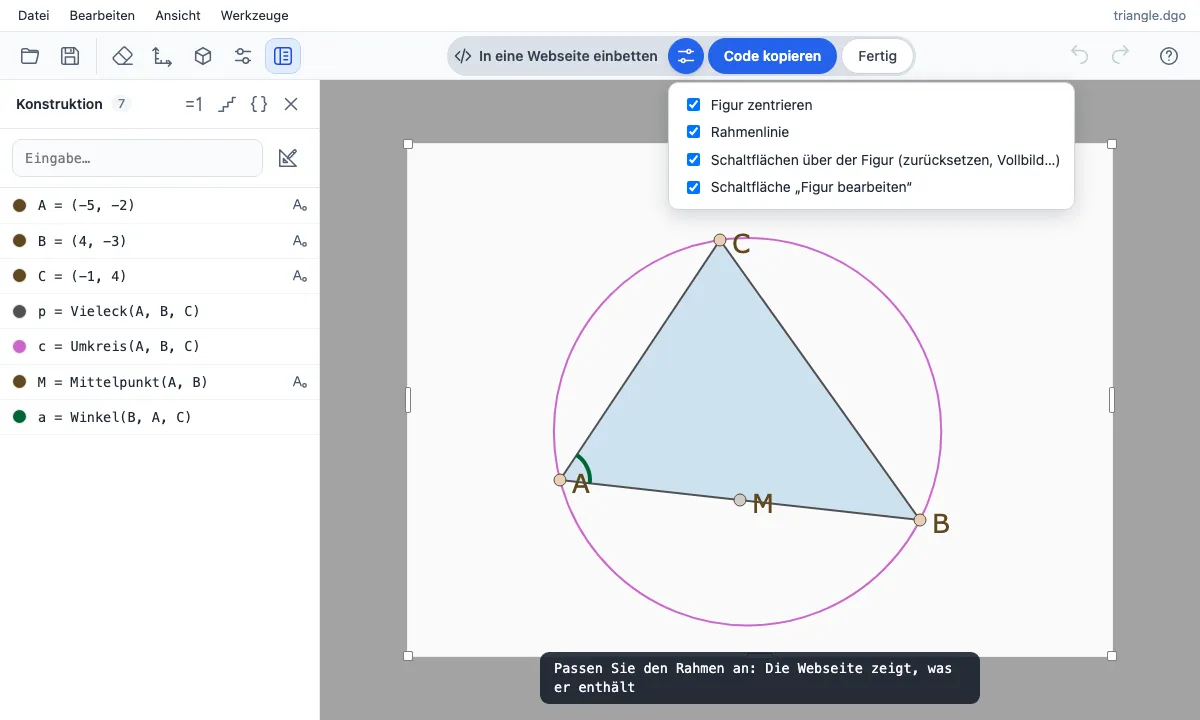 Datei Bearbeiten Ansicht Werkzeuge triangle.dgo
</> In eine Webseite einbetten Code kopieren Fertig
Konstruktion 7 =1 { }
Figur zentrieren
Rahmenlinie
Schaltflächen über der Figur (zurücksetzen, Vollbild…)
Schaltfläche „Figur bearbeiten“
Eingabe…
A = (-5, -2)
B = (4, -3)
C = (-1, 4)
p = Vieleck(A, B, C)
c = Umkreis(A, B, C)
M = Mittelpunkt(A, B)
a = Winkel(B, A, C)
C
A
M
B
Passen Sie den Rahmen an: Die Webseite zeigt, was
er enthält